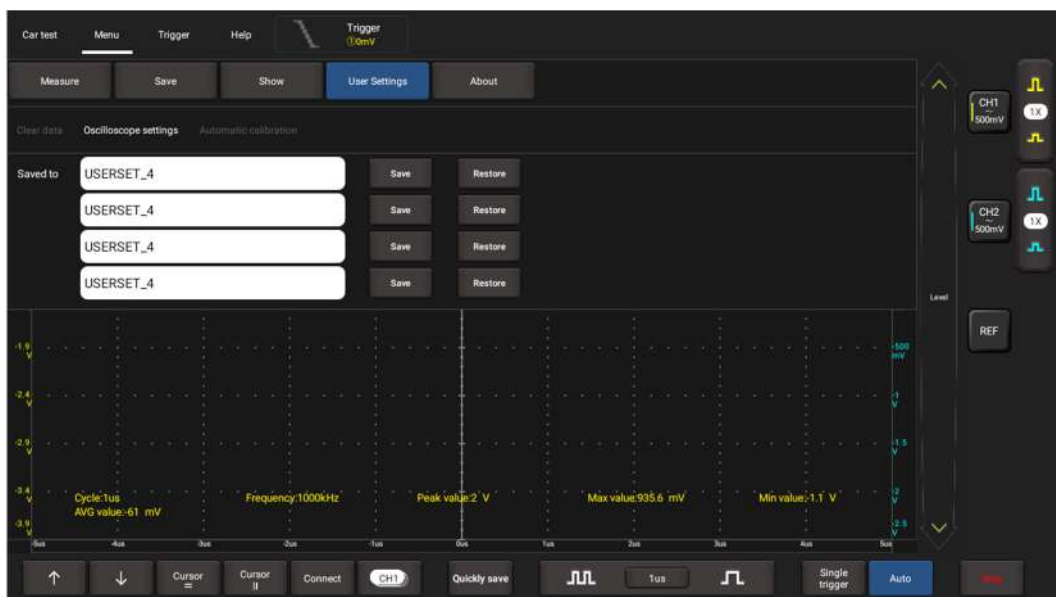 Car test Menu Trigger Help Trigger
①0mV
Measure Save Show User Settings About
Clear data Oscilloscope settings Automatic calibration
Saved to USERSET_4 Save Restore
USERSET_4 Save Restore
USERSET_4 Save Restore
USERSET_4 Save Restore
CH1
~
500mV
1X
CH2
~
500mV
1X
Level
REF
-1.9
V
-2.4
V
-2.9
V
-3.4
V
-3.9
V
-500
mV
-1
V
-1.5
V
-2
V
-2.5
V
Cycle:1us Frequency:1000kHz Peak value:2 V Max value:935.6 mV Min value:-1.1 V
AVG value:-61 mV
-5us -4us -3us -2us -1us 0us 1us 2us 3us 4us 5us
↑ ↓ Cursor = Cursor || Connect CH1 Quickly save 1us Single trigger Auto Stop